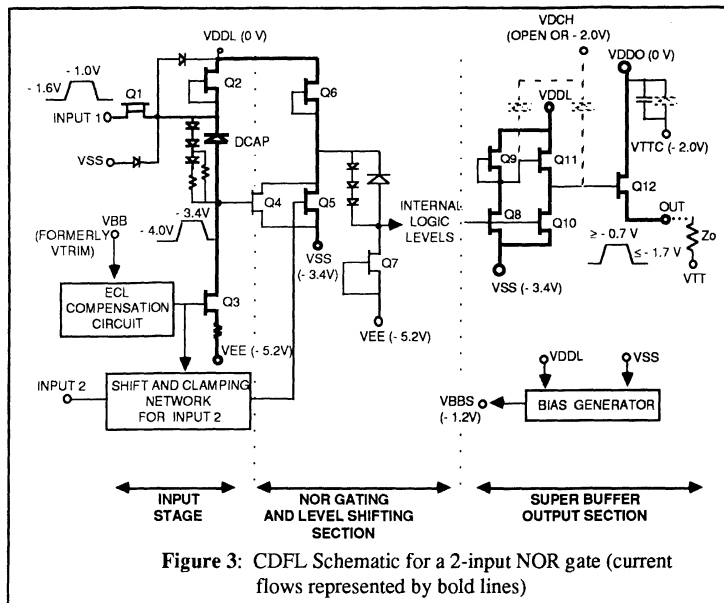 VDCH
(OPEN OR - 2.0V)
VDDL (0 V)
VDDO (0 V)
- 1.0V
- 1.6V
Q1
Q2
Q6
VDDL
INPUT 1
DCAP
VTTC (- 2.0V)
VSS
Q9
Q11
Q12
Q4
Q5
INTERNAL
LOGIC
LEVELS
OUT
- 3.4V
- 4.0V
Q8
Q10
VBB
(FORMERLY
VTRIM)
VSS
(- 3.4V)
Q7
≥ -0.7 V
≤ - 1.7 V
Zo
VTT
VSS (- 3.4V)
ECL
COMPENSATION
CIRCUIT
Q3
VEE (- 5.2V)
VEE (- 5.2V)
VDDL
VSS
INPUT 2
SHIFT AND CLAMPING
NETWORK
FOR INPUT 2
VBBS
(- 1.2V)
BIAS GENERATOR
INPUT
STAGE
NOR GATING
AND LEVEL SHIFTING
SECTION
SUPER BUFFER
OUTPUT SECTION
Figure 3: CDFL Schematic for a 2-input NOR gate (current
flows represented by bold lines)